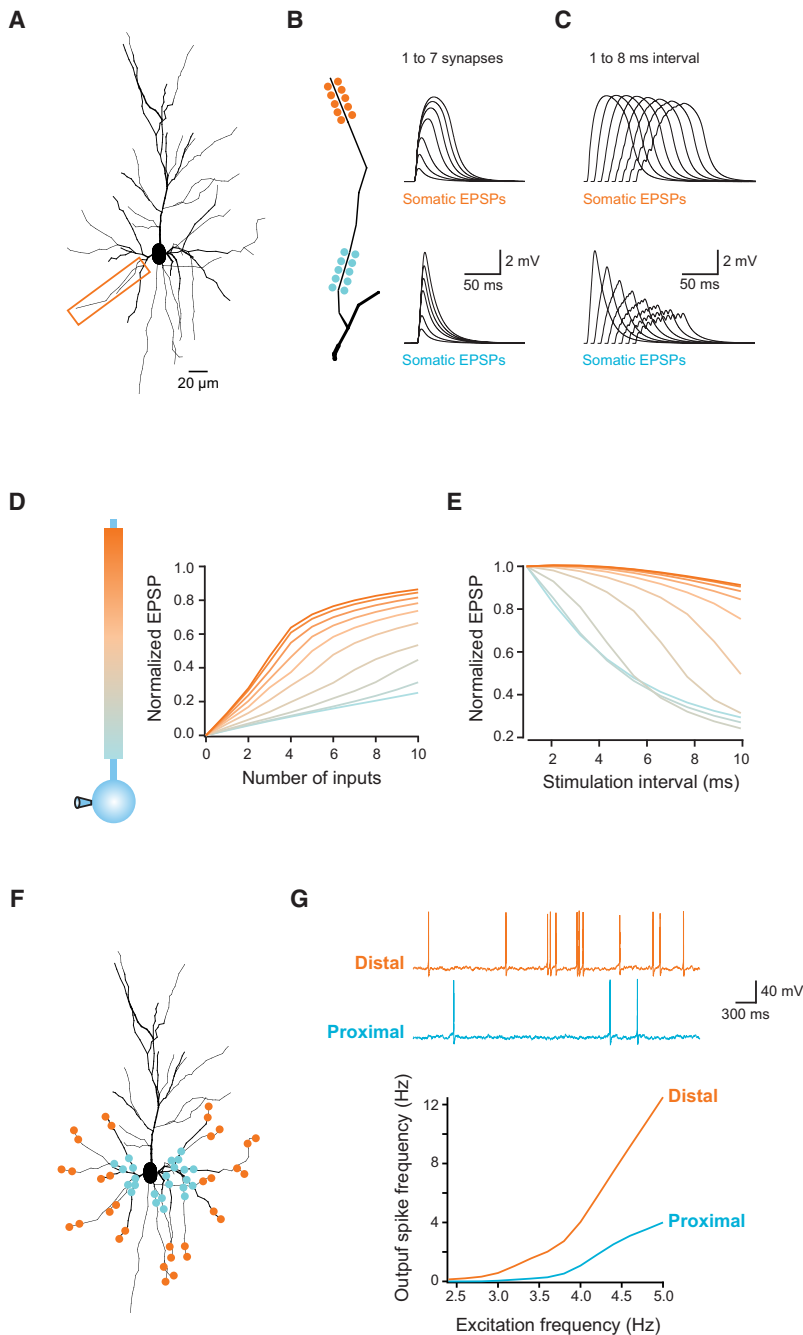 A
20 µm
B
1 to 7 synapses
Somatic EPSPs
2 mV
50 ms
Somatic EPSPs
C
1 to 8 ms interval
Somatic EPSPs
2 mV
50 ms
Somatic EPSPs
D
Normalized EPSP
1.0
0.8
0.6
0.4
0.2
0.0
0 2 4 6 8 10
Number of inputs
E
Normalized EPSP
1.0
0.8
0.6
0.4
0.2
2 4 6 8 10
Stimulation interval (ms)
F
G
Distal
Proximal
40 mV
300 ms
Outpuf spike frequency (Hz)
12
8
4
0
2.5 3.0 3.5 4.0 4.5 5.0
Excitation frequency (Hz)
Distal
Proximal